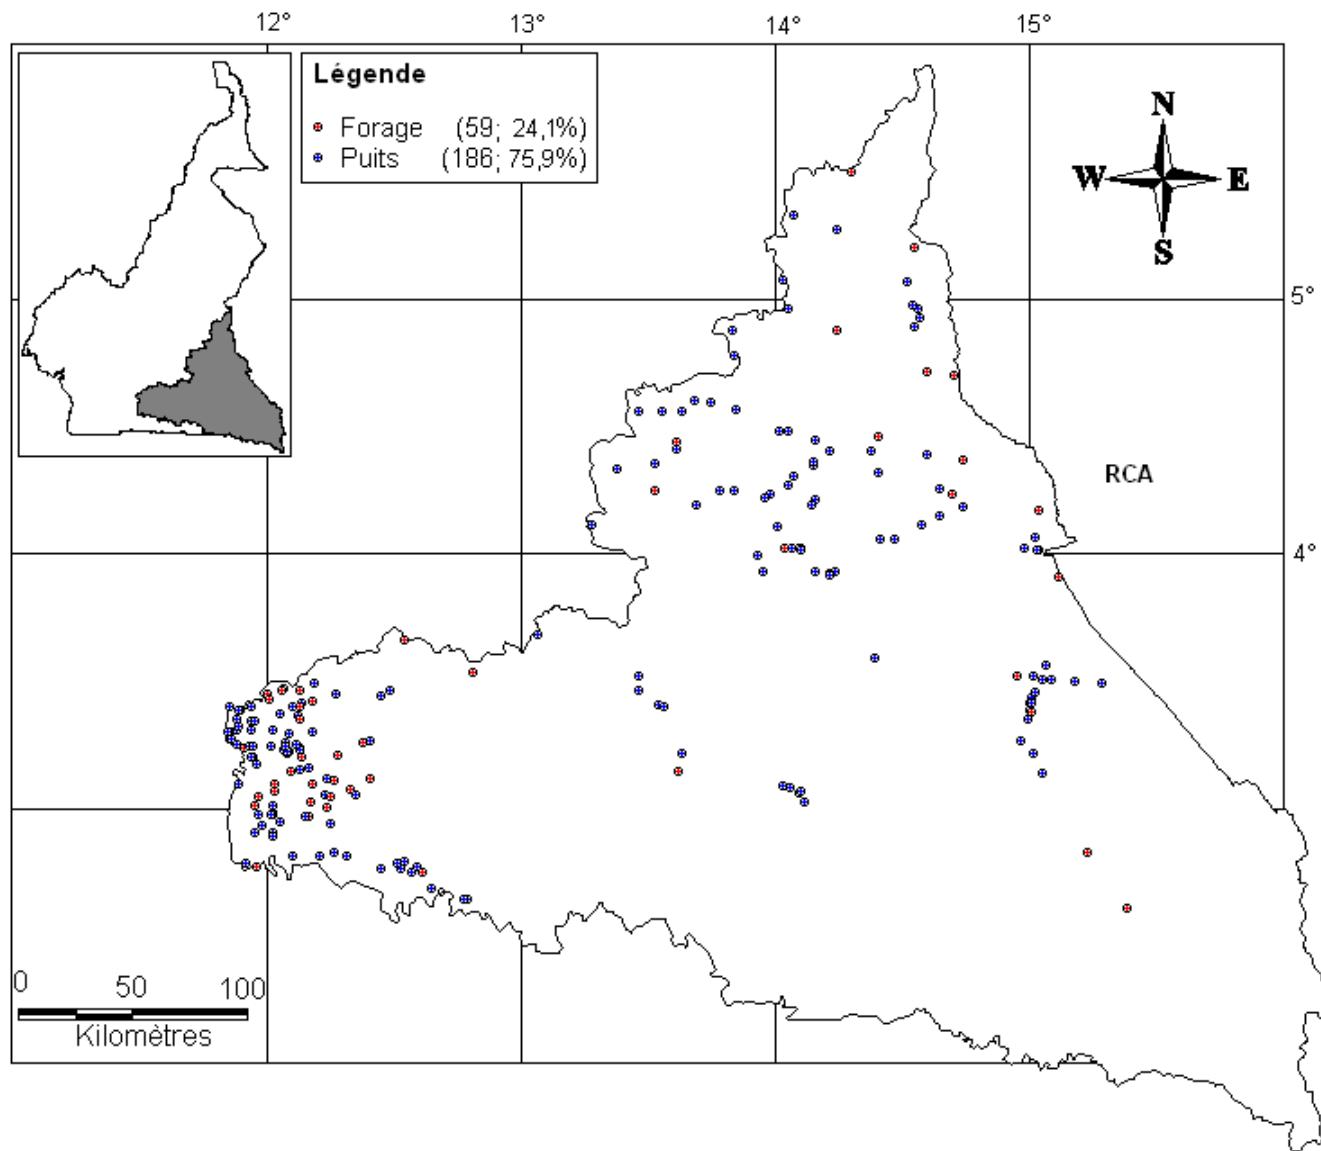 12° 13° 14° 15°
Légende
Forage (59; 24,1%)
Puits (186; 75,9%)
N
W E
S
5°
RCA
4°
0 50 100
Kilomètres